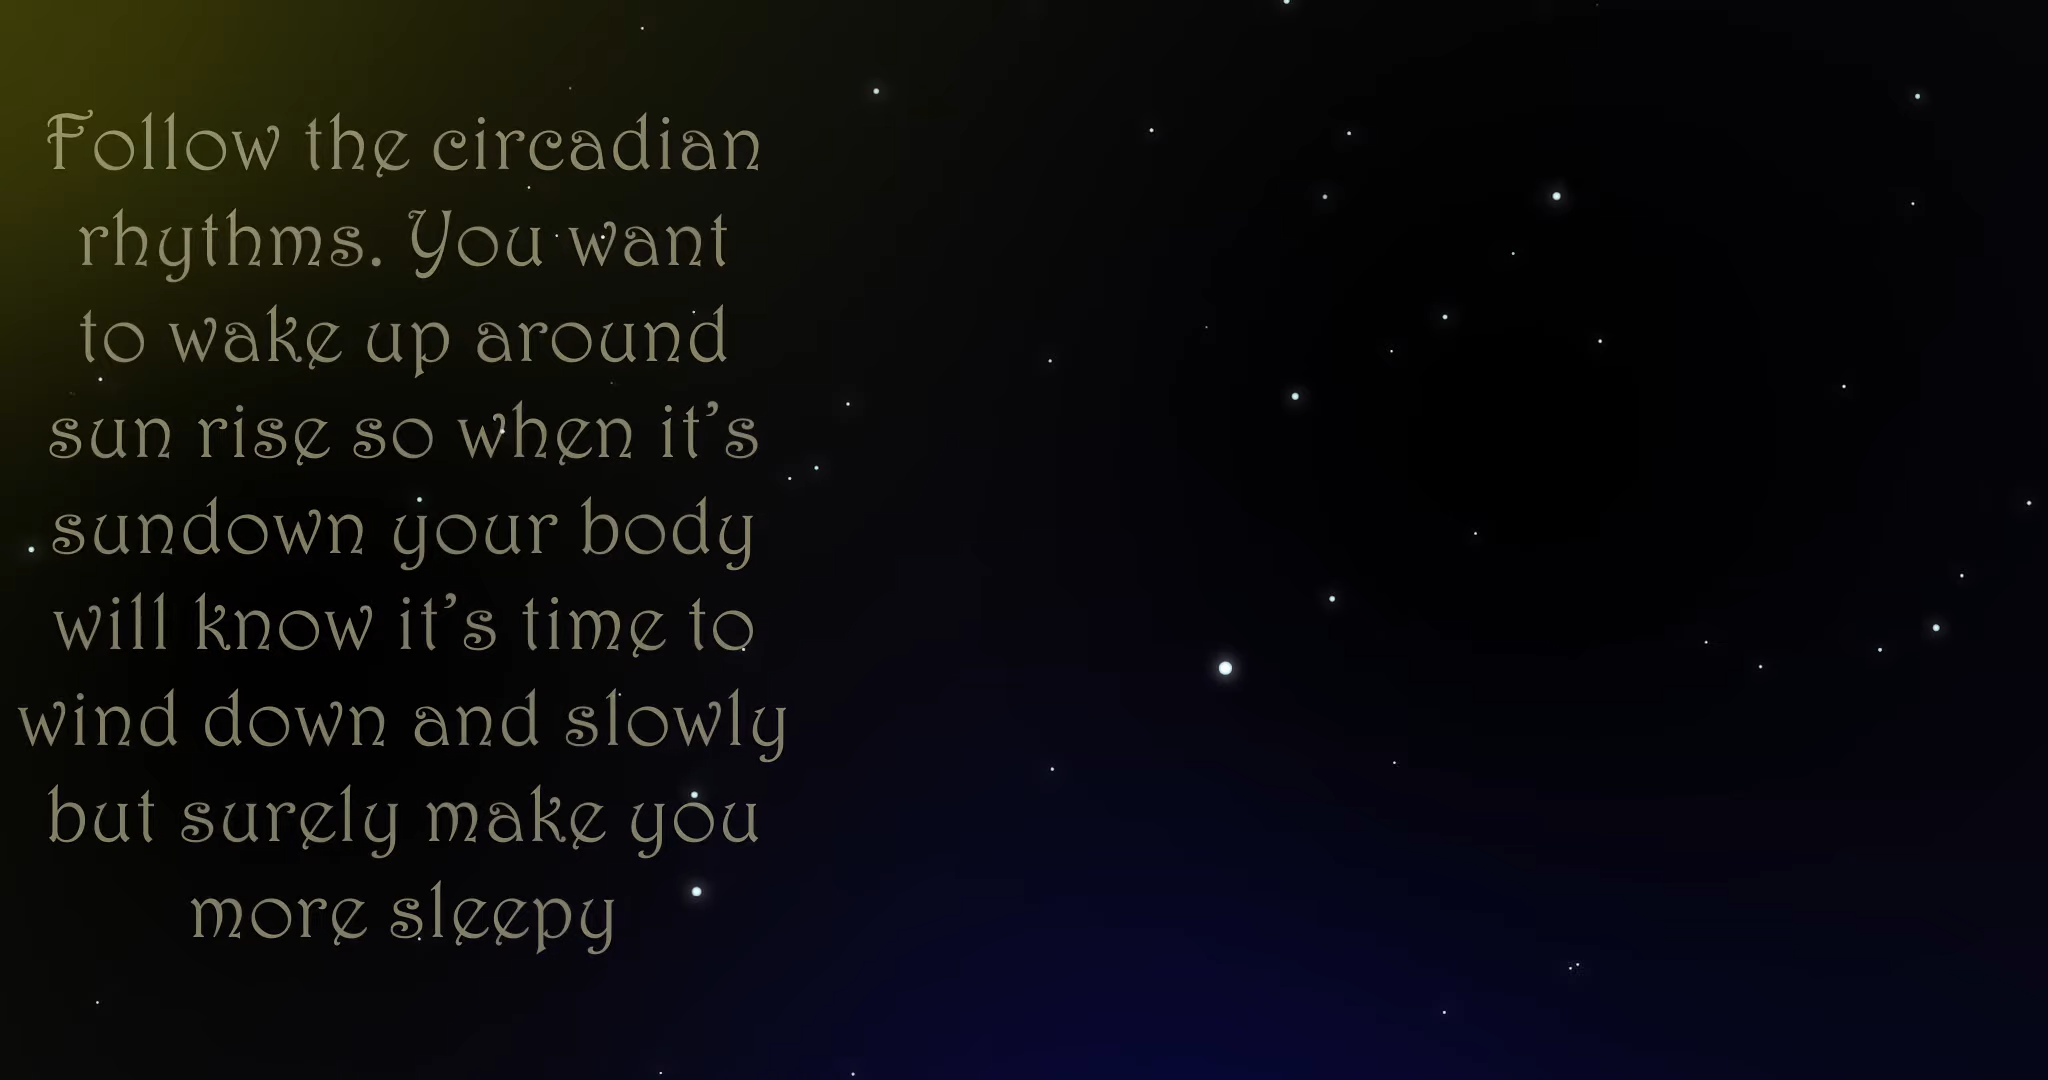 Follow the circadian
rhythms. You want
to wake up around
sun rise so when it’s
sundown your body
will know it’s time to
wind down and slowly
but surely make you
more sleepy